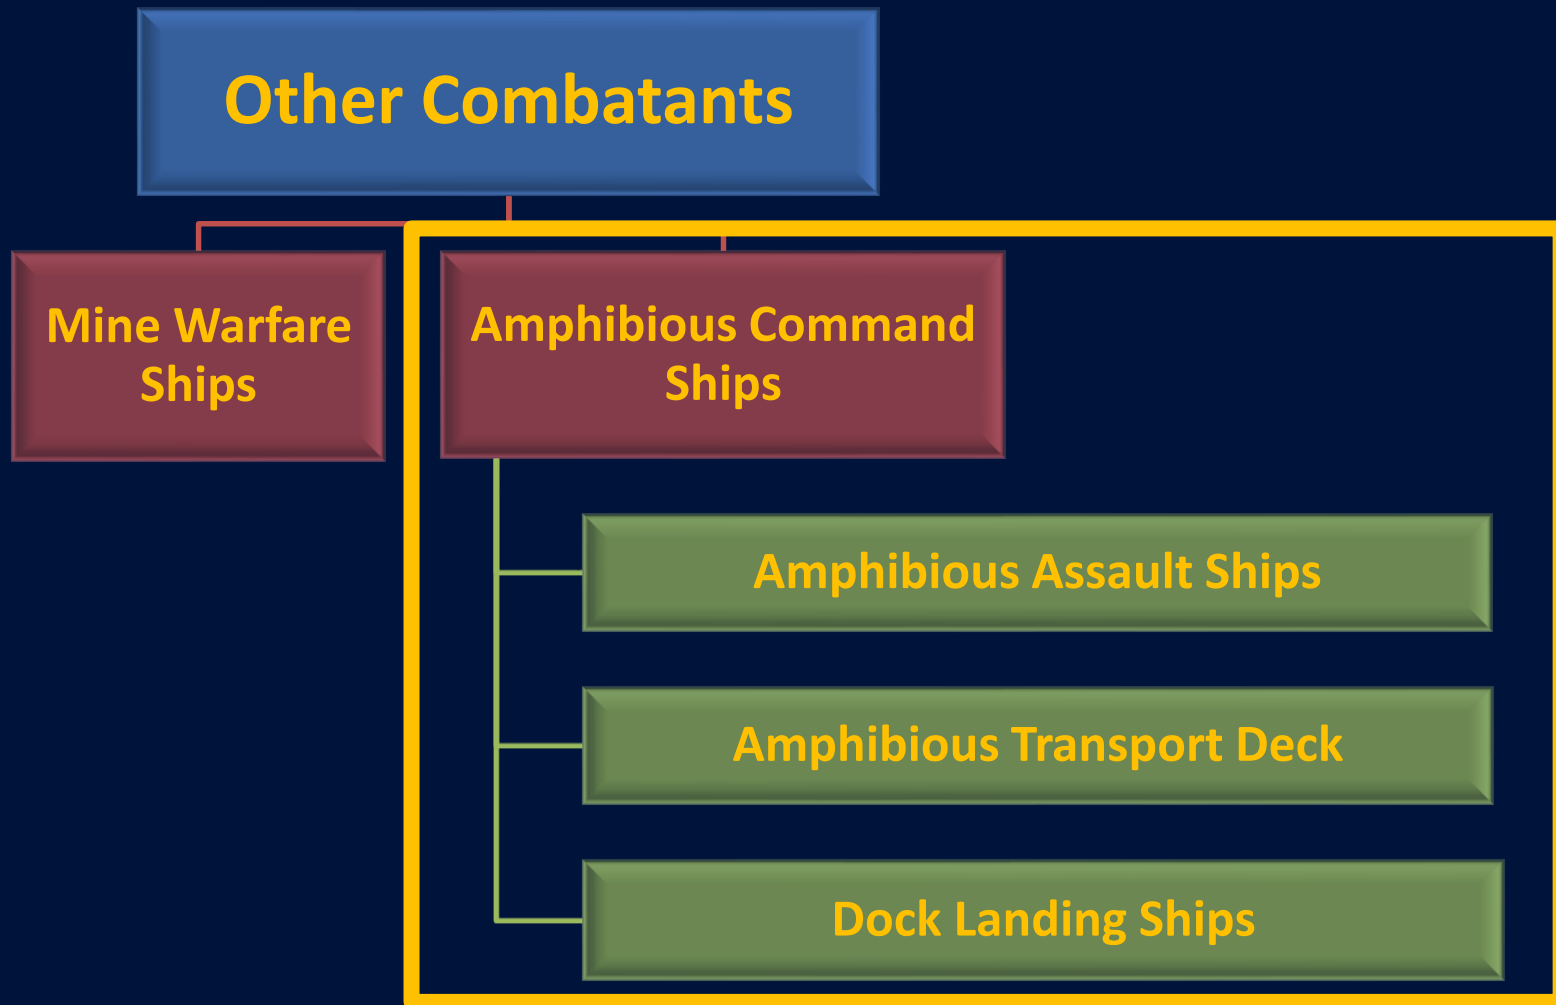 Other Combatants
Mine Warfare
Ships
Amphibious Command
Ships
Amphibious Assault Ships
Amphibious Transport Deck
Dock Landing Ships